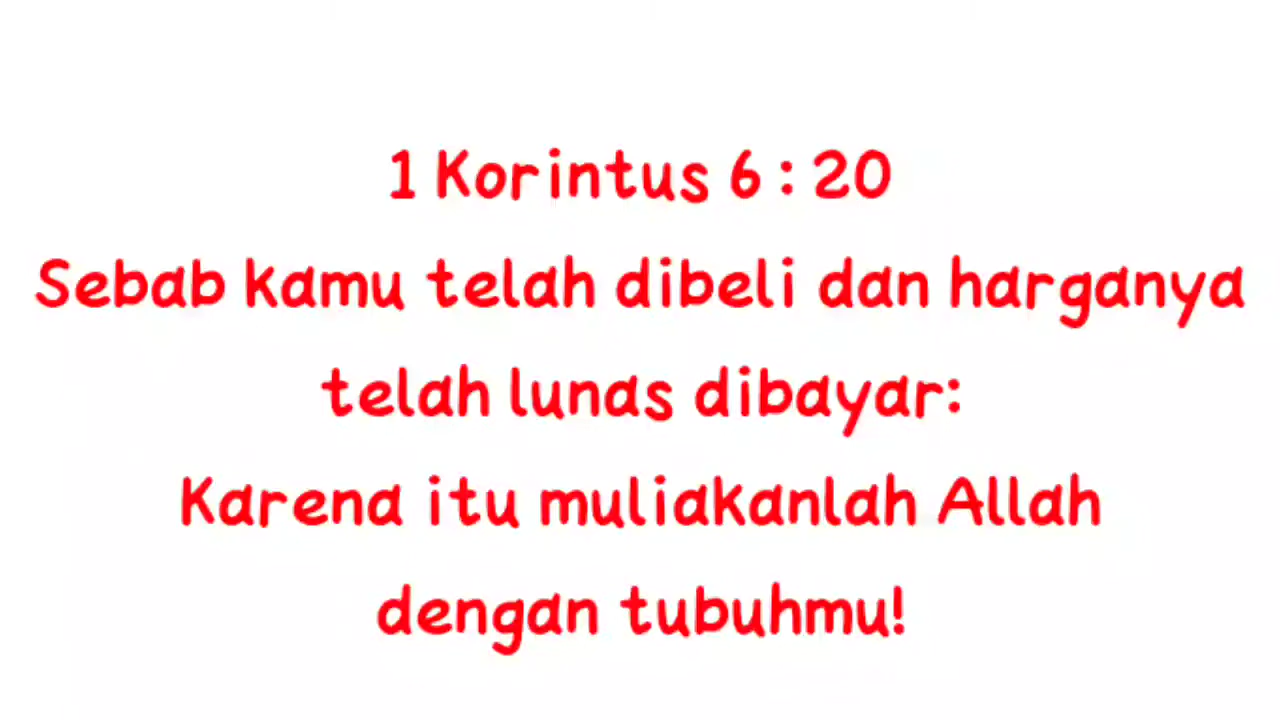 1 Korintus 6 : 20
Sebab kamu telah dibeli dan harganya
telah lunas dibayar:
Karena itu muliakanlah Allah
dengan tubuhmu!